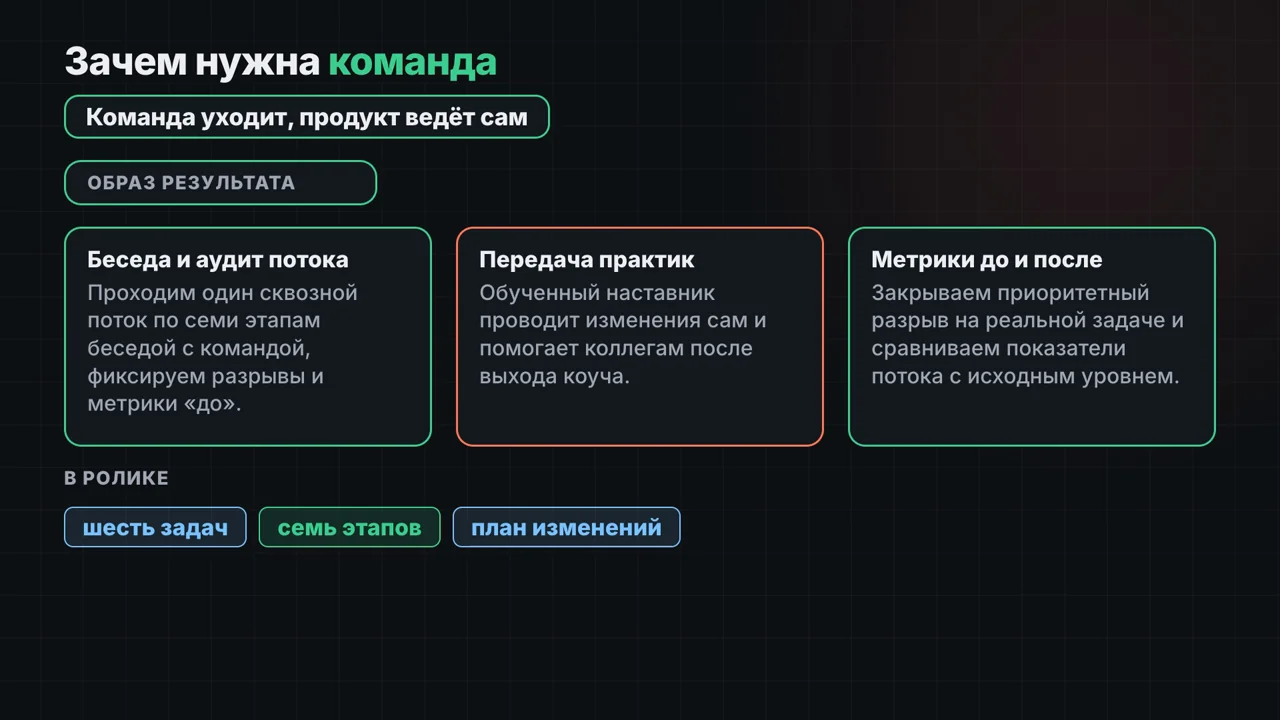 Зачем нужна команда
Команда уходит, продукт ведёт сам
ОБРАЗ РЕЗУЛЬТАТА
Беседа и аудит потока
Проходим один сквозной
поток по семи этапам
беседой с командой,
фиксируем разрывы и
метрики «до».
Передача практик
Обученный наставник
проводит изменения сам и
помогает коллегам после
выхода коуча.
Метрики до и после
Закрываем приоритетный
разрыв на реальной задаче и
сравниваем показатели
потока с исходным уровнем.
В РОЛИКЕ
шесть задач
семь этапов
план изменений